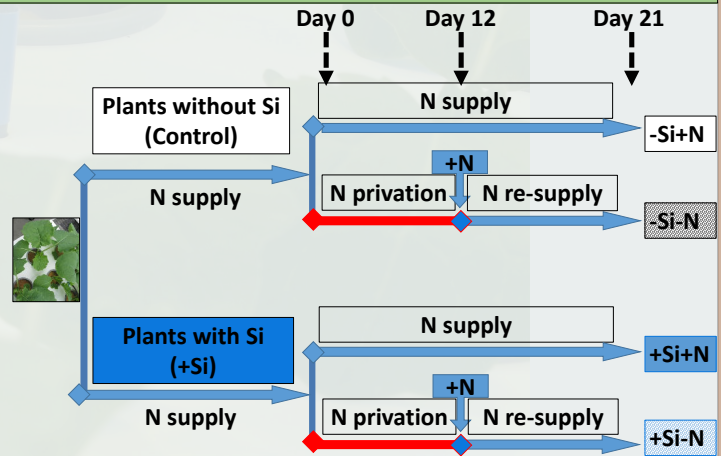 Day 0 Day 12 Day 21
Plants without Si
(Control)
N supply
N supply
-Si+N
+N
N privation N re-supply
-Si-N
Plants with Si
(+Si)
N supply
N supply
+Si+N
+N
N privation N re-supply
+Si-N